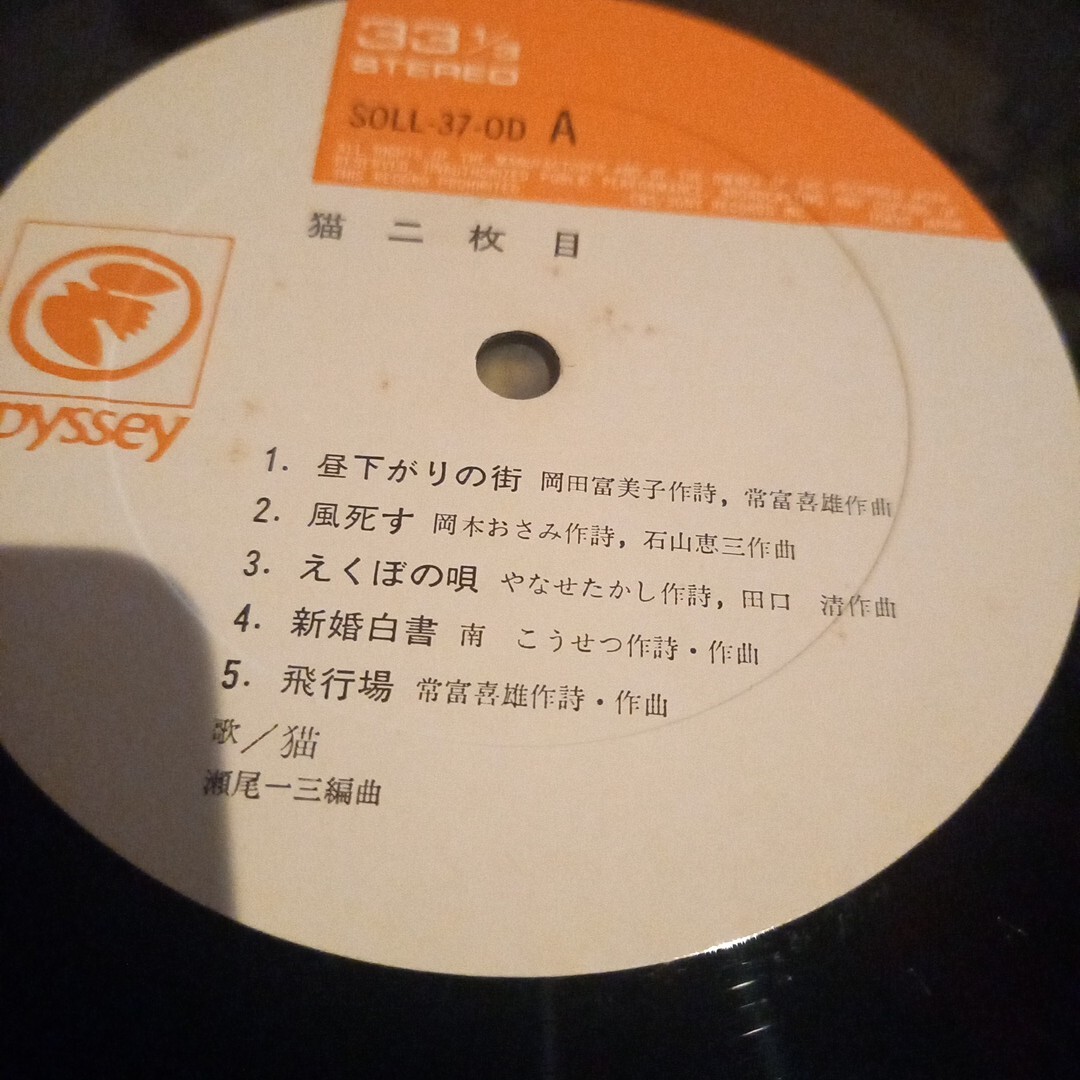 33 1/3
STEREO
SOLL-37-OD A
猫 二 枚 目
Odyssey
1. 昼下がりの街 岡田富美子作詩, 常富喜雄作曲
2. 風死す 岡本おさみ作詩, 石山恵三作曲
3. えくぼの唄 やなせたかし作詩, 田口 清作曲
4. 新婚白書 南 こうせつ作詩・作曲
5. 飛行場 常富喜雄作詩・作曲
歌／猫
瀬尾一三編曲